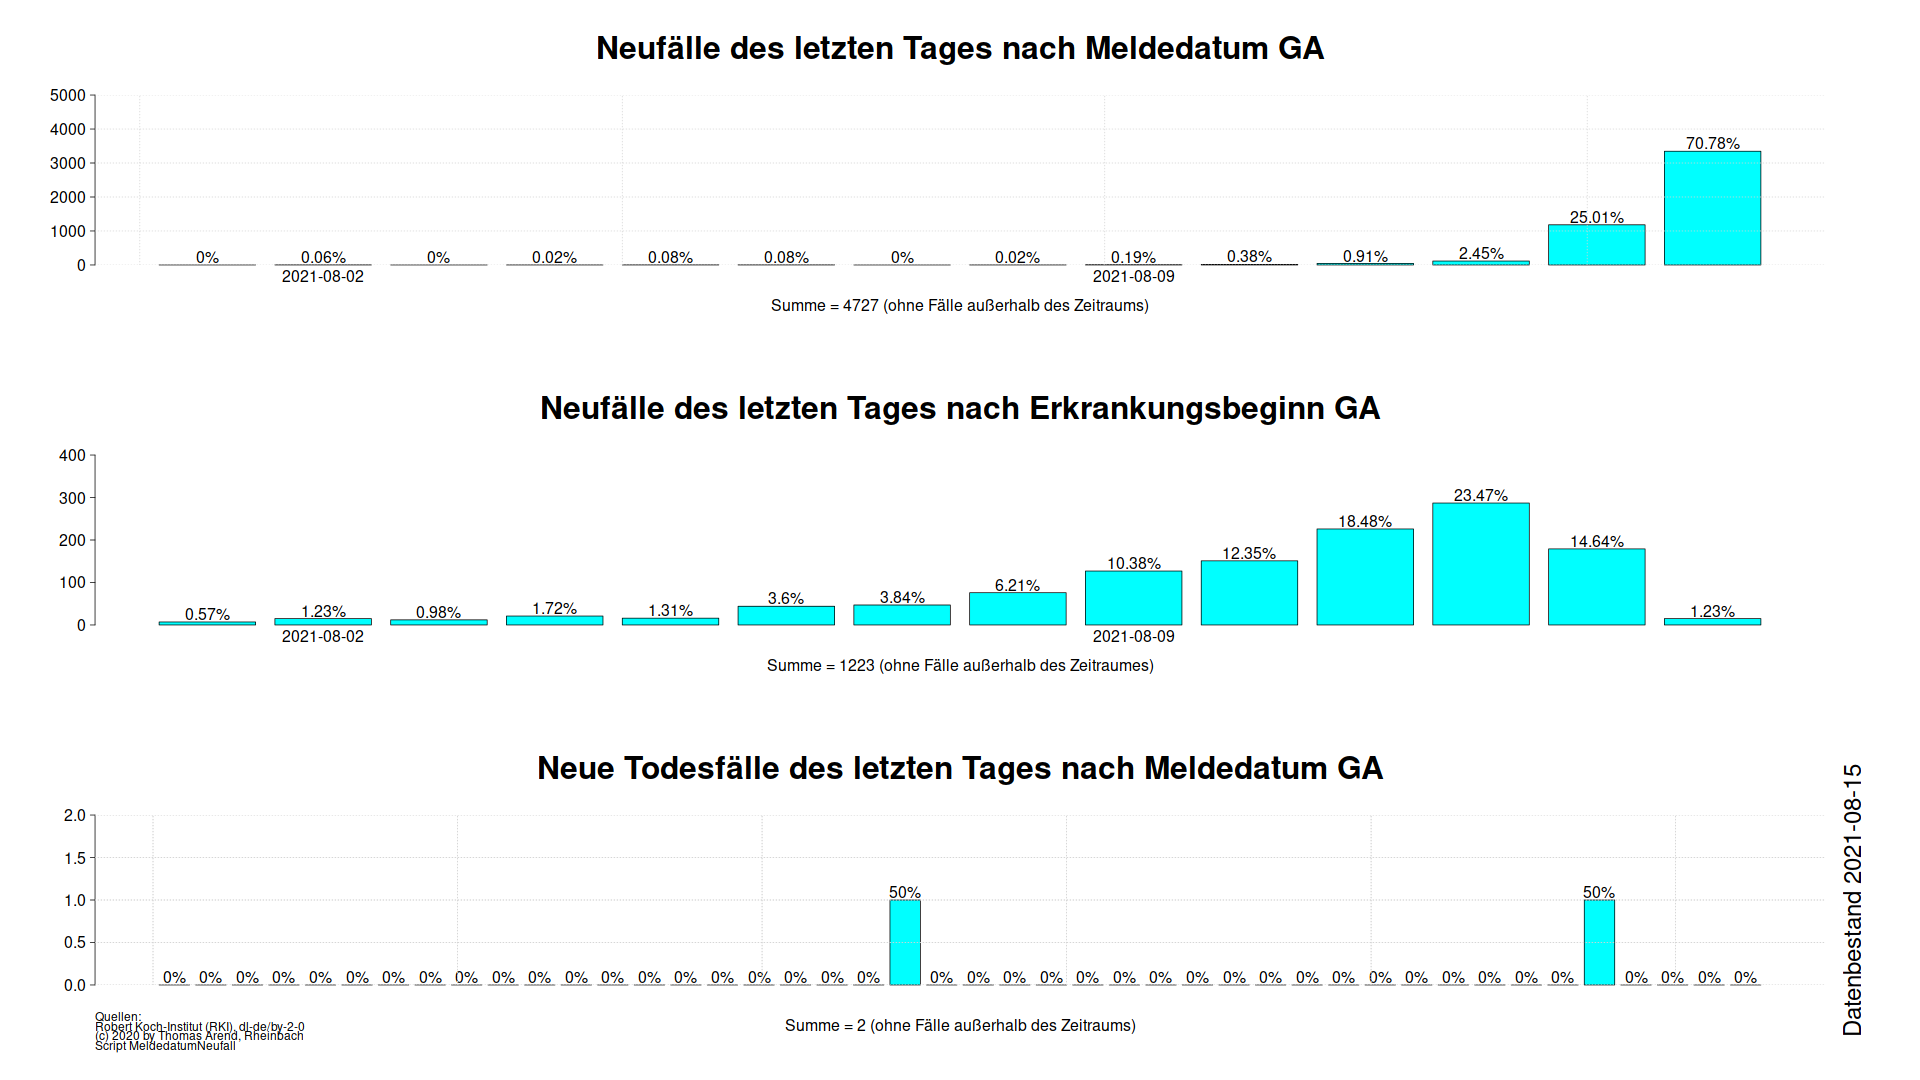 Neufälle des letzten Tages nach Meldedatum GA
5000
4000
3000
2000
1000
0
0% 0.06% 0% 0.02% 0.08% 0.08% 0% 0.02% 0.19% 0.38% 0.91% 2.45% 25.01% 70.78%
2021-08-02 2021-08-09
Summe = 4727 (ohne Fälle außerhalb des Zeitraums)
Neufälle des letzten Tages nach Erkrankungsbeginn GA
400
300
200
100
0
0.57% 1.23% 0.98% 1.72% 1.31% 3.6% 3.84% 6.21% 10.38% 12.35% 18.48% 23.47% 14.64% 1.23%
2021-08-02 2021-08-09
Summe = 1223 (ohne Fälle außerhalb des Zeitraumes)
Neue Todesfälle des letzten Tages nach Meldedatum GA
2.0
1.5
1.0
0.5
0.0
0% 0% 0% 0% 0% 0% 0% 0% 0% 0% 0% 0% 0% 0% 0% 0% 0% 0% 0% 0% 50% 0% 0% 0% 0% 0% 0% 0% 0% 0% 0% 0% 0% 0% 0% 0% 0% 0% 0% 50% 0% 0% 0% 0%
Summe = 2 (ohne Fälle außerhalb des Zeitraums)
Quellen:
Robert Koch-Institut (RKI), dl-de/by-2-0
(c) 2020 by Thomas Arend, Rheinbach
Script MeldedatumNeufall
Datenbestand 2021-08-15